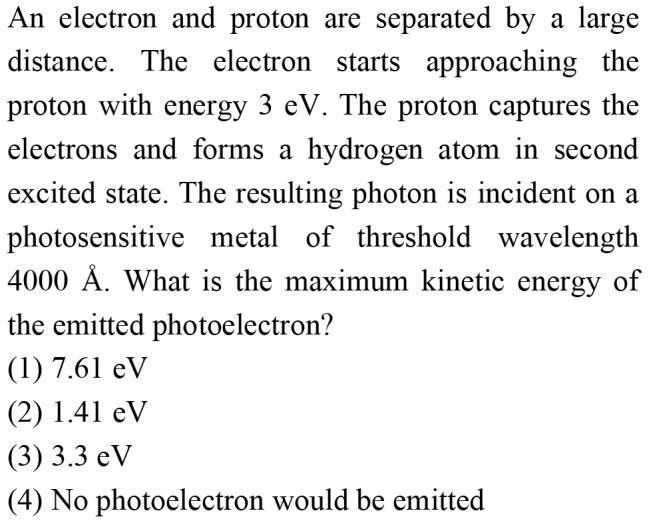 An electron and proton are separated by a large
distance. The electron starts approaching the
proton with energy 3 eV. The proton captures the
electrons and forms a hydrogen atom in second
excited state. The resulting photon is incident on a
photosensitive metal of threshold wavelength
4000 Å. What is the maximum kinetic energy of
the emitted photoelectron?
(1) 7.61 eV
(2) 1.41 eV
(3) 3.3 eV
(4) No photoelectron would be emitted